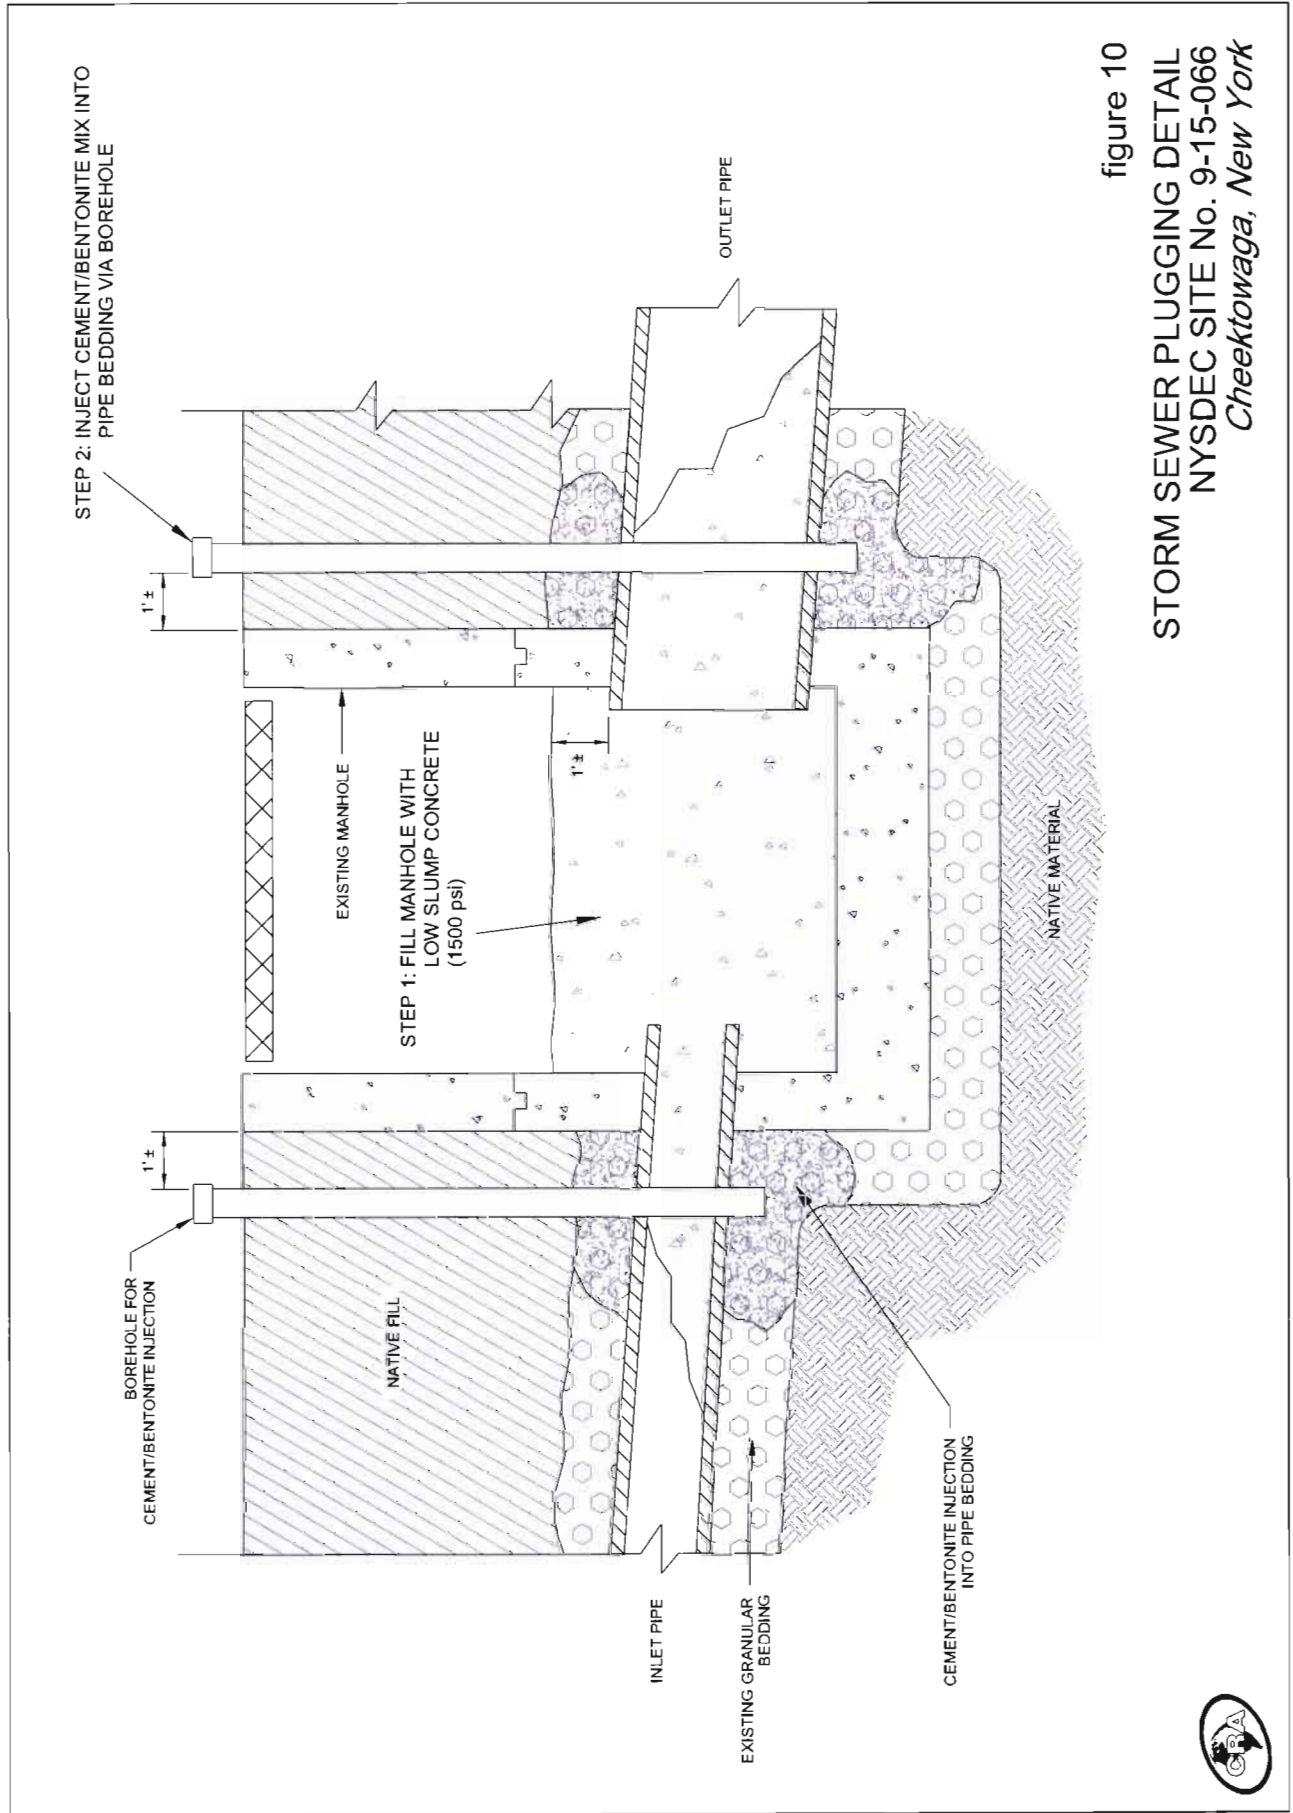 STEP 2: INJECT CEMENT/BENTONITE MIX INTO
PIPE BEDDING VIA BOREHOLE
BOREHOLE FOR
CEMENT/BENTONITE INJECTION
1'±
1'±
EXISTING MANHOLE
NATIVE FILL
STEP 1: FILL MANHOLE WITH
LOW SLUMP CONCRETE
(1500 psi)
1'±
INLET PIPE
OUTLET PIPE
EXISTING GRANULAR
BEDDING
CEMENT/BENTONITE INJECTION
INTO PIPE BEDDING
NATIVE MATERIAL
figure 10
STORM SEWER PLUGGING DETAIL
NYSDEC SITE No. 9-15-066
Cheektowaga, New York
CRA